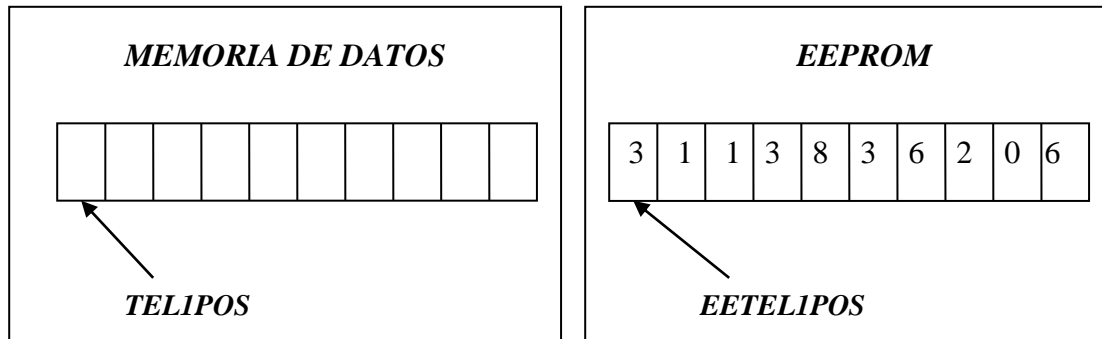 MEMORIA DE DATOS
TEL1POS
EEPROM
3 1 1 3 8 3 6 2 0 6
EETEL1POS